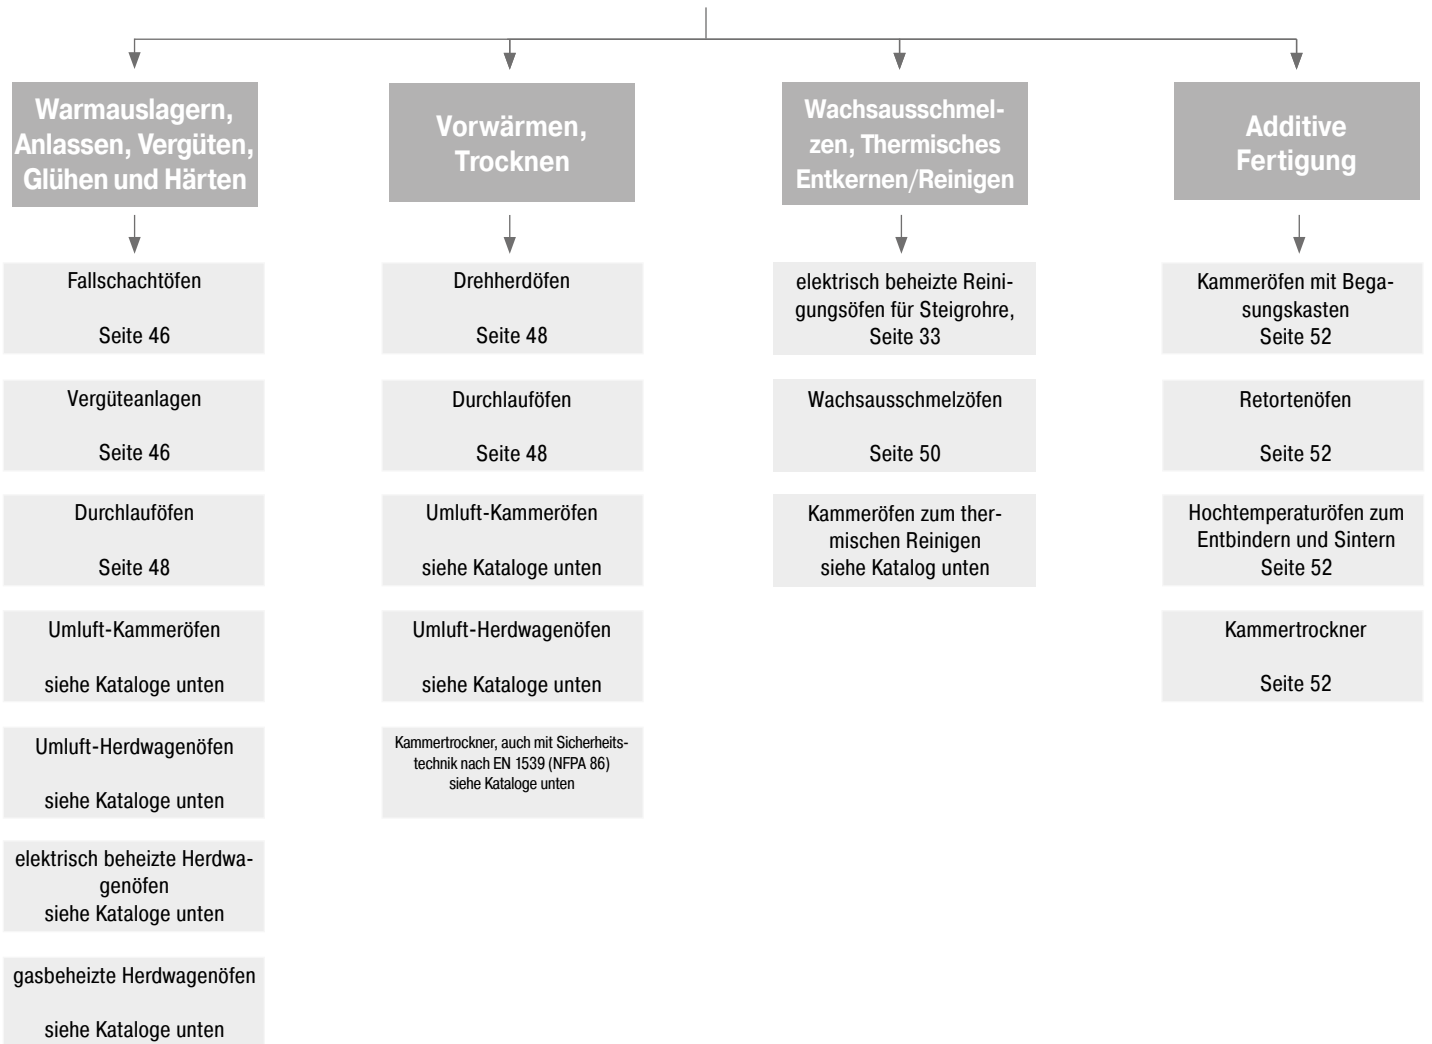 Warmauslagern,
Anlassen, Vergüten,
Glühen und Härten
Fallschachtöfen
Seite 46
Vergüteanlagen
Seite 46
Durchlauföfen
Seite 48
Umluft-Kammeröfen
siehe Kataloge unten
Umluft-Herdwagenöfen
siehe Kataloge unten
elektrisch beheizte Herdwa-
genöfen
siehe Kataloge unten
gasbeheizte Herdwagenöfen
siehe Kataloge unten
Vorwärmen,
Trocknen
Drehherdöfen
Seite 48
Durchlauföfen
Seite 48
Umluft-Kammeröfen
siehe Kataloge unten
Umluft-Herdwagenöfen
siehe Kataloge unten
Kammertrockner, auch mit Sicherheits-
technik nach EN 1539 (NFPA 86)
siehe Kataloge unten
Wachsausschmel-
zen, Thermisches
Entkernen/Reinigen
elektrisch beheizte Reini-
gungsöfen für Steigrohre,
Seite 33
Wachsausschmelzöfen
Seite 50
Kammeröfen zum ther-
mischen Reinigen
siehe Katalog unten
Additive
Fertigung
Kammeröfen mit Bega-
sungskasten
Seite 52
Retortenöfen
Seite 52
Hochtemperaturöfen zum
Entbindern und Sintern
Seite 52
Kammertrockner
Seite 52